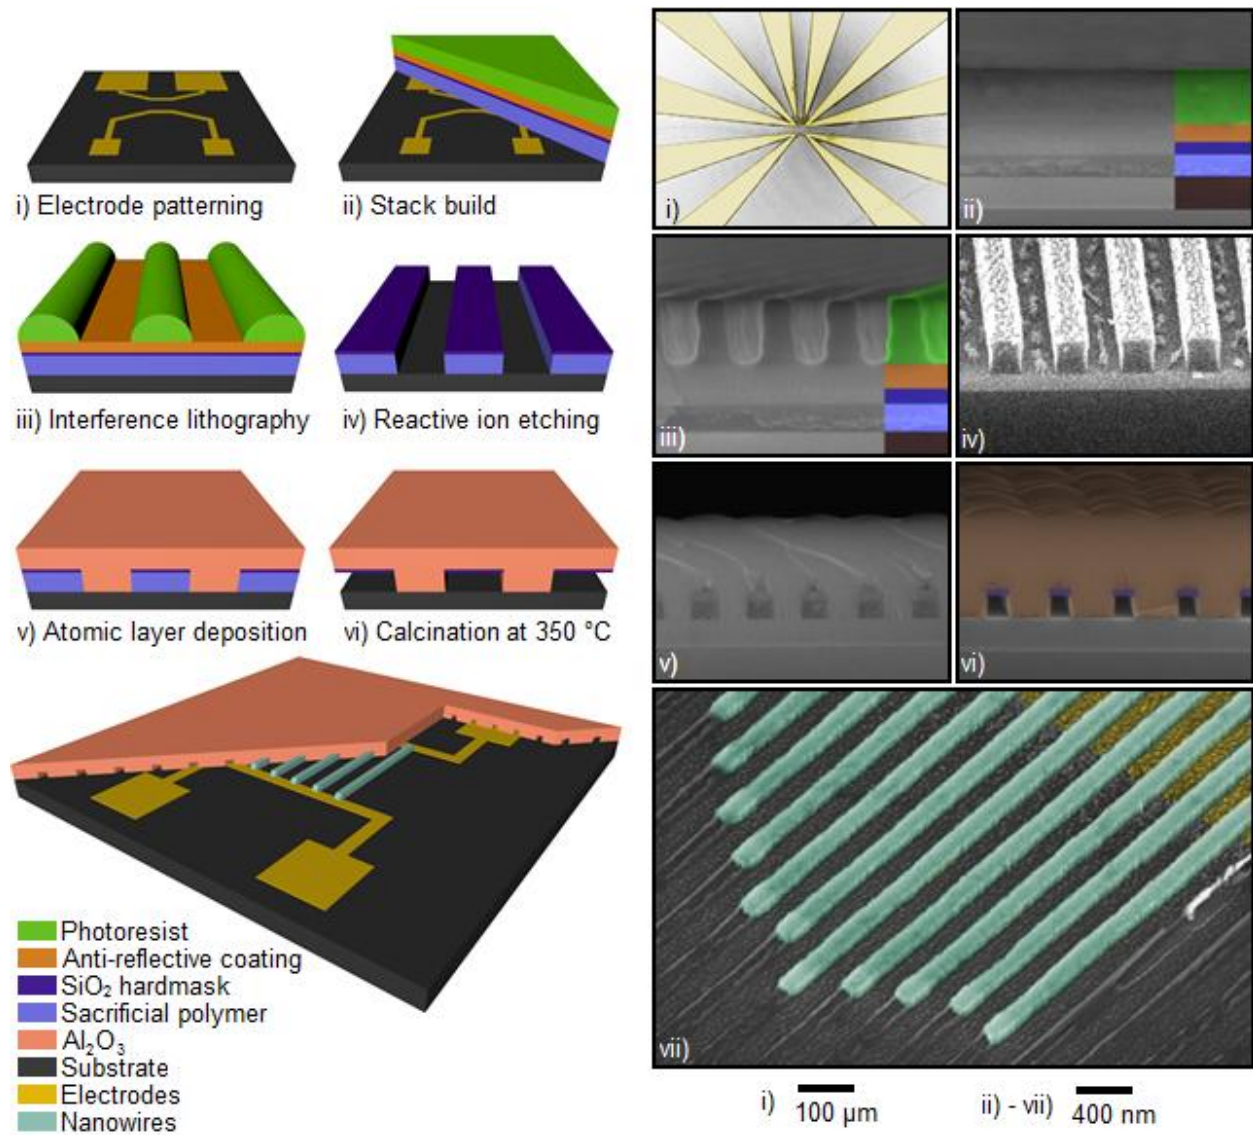 i) Electrode patterning
ii) Stack build
iii) Interference lithography
iv) Reactive ion etching
v) Atomic layer deposition
vi) Calcination at 350 °C
Photoresist
Anti-reflective coating
SiO₂ hardmask
Sacrificial polymer
Al₂O₃
Substrate
Electrodes
Nanowires
i)
ii)
iii)
iv)
v)
vi)
vii)
i) 100 µm
ii) - vii) 400 nm